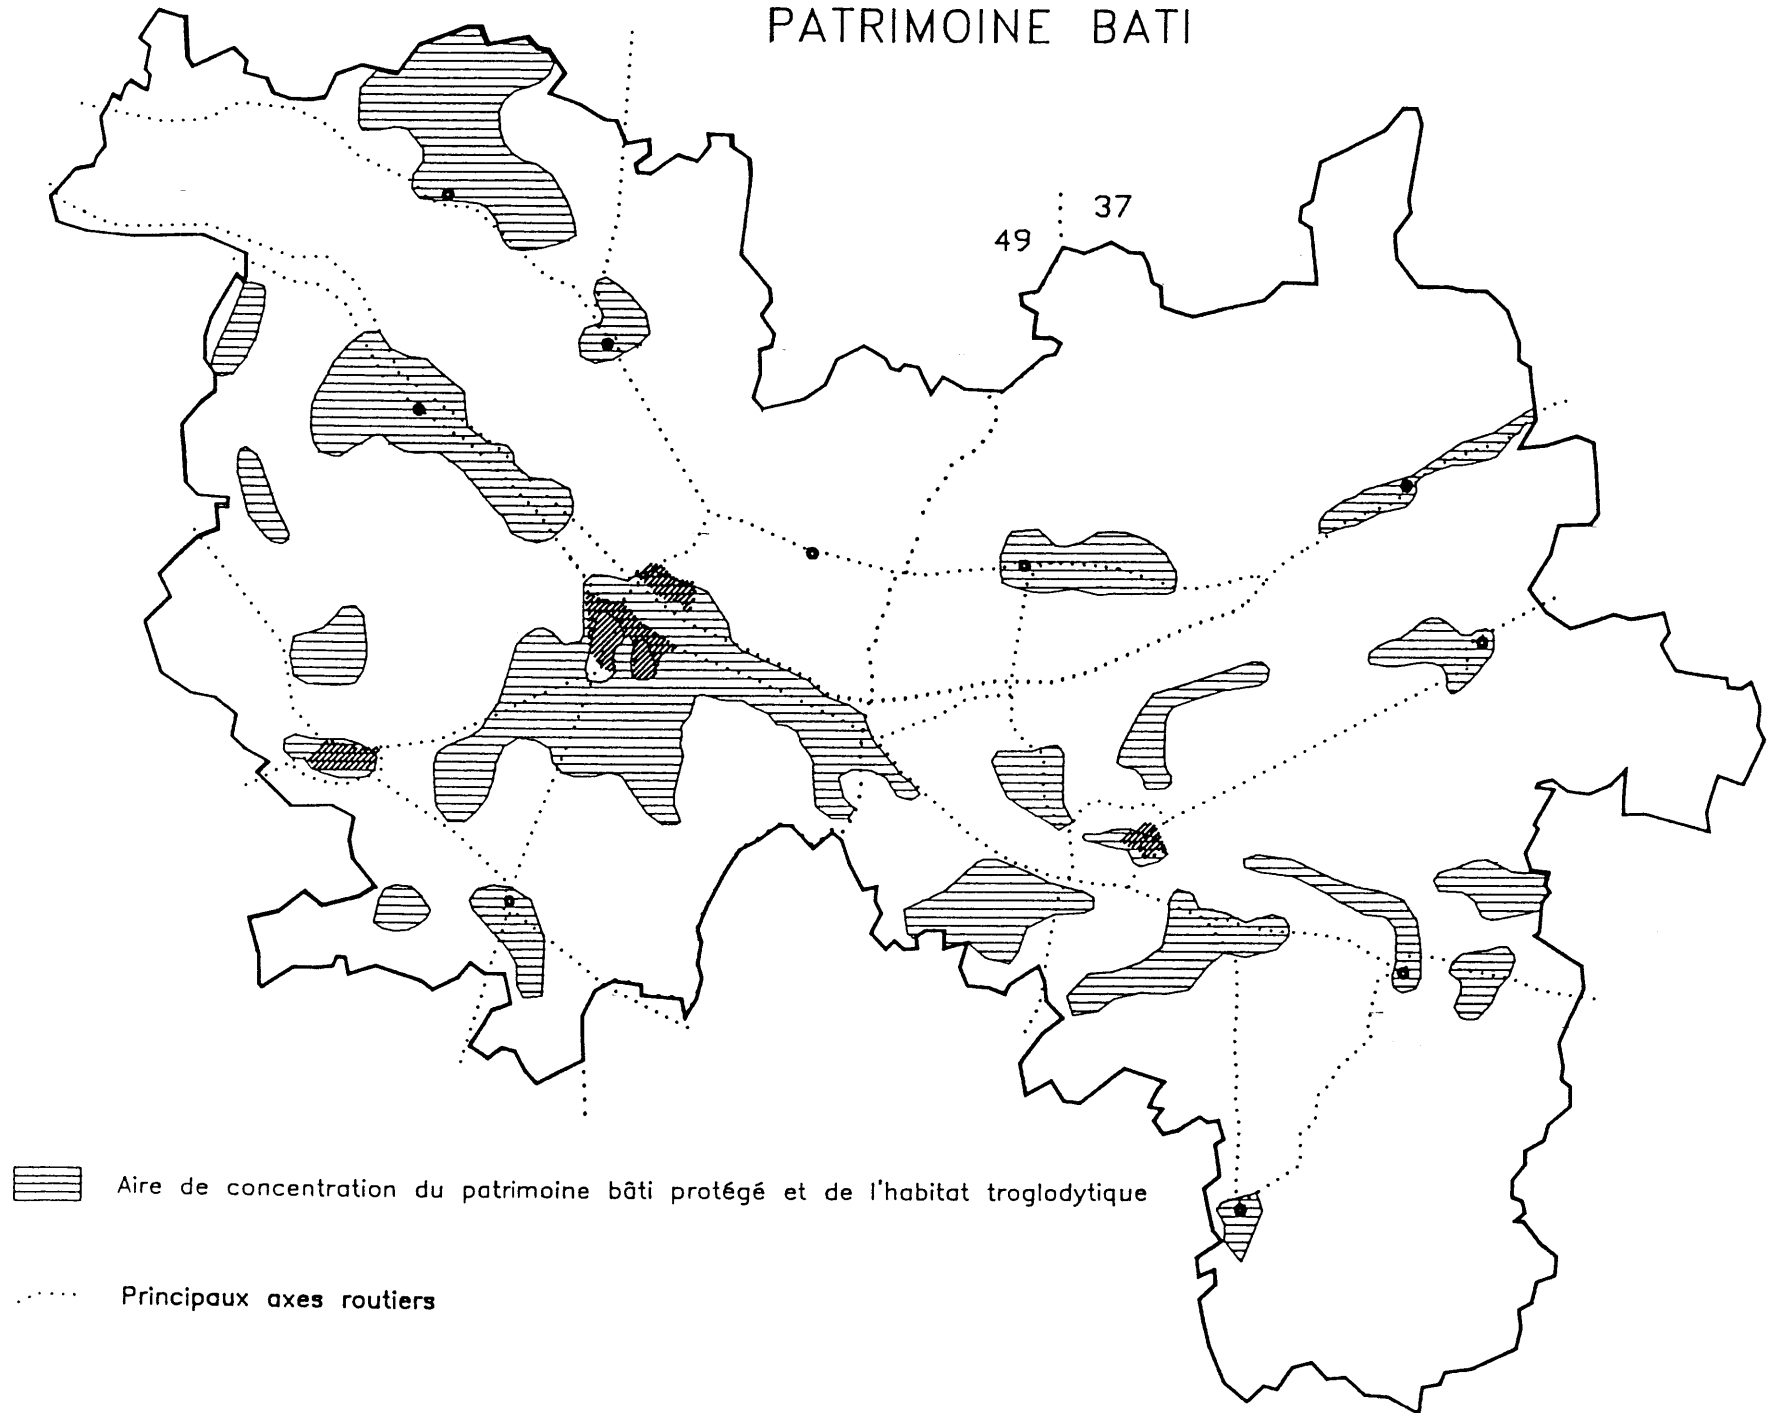 PATRIMOINE BATI
37
49
Aire de concentration du patrimoine bâti protégé et de l'habitat troglodytique
Principaux axes routiers